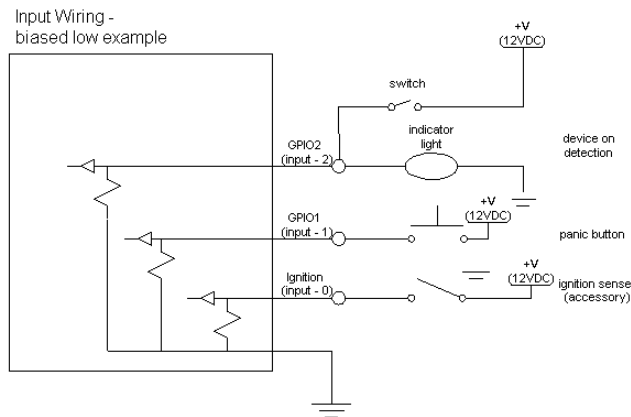 Input Wiring -
biased low example
+V
(12VDC)
switch
GPIO2
(input - 2)
indicator
light
device on
detection
GPIO1
(input - 1)
+V
(12VDC)
panic button
Ignition
(input - 0)
+V
(12VDC)
ignition sense
(accessory)